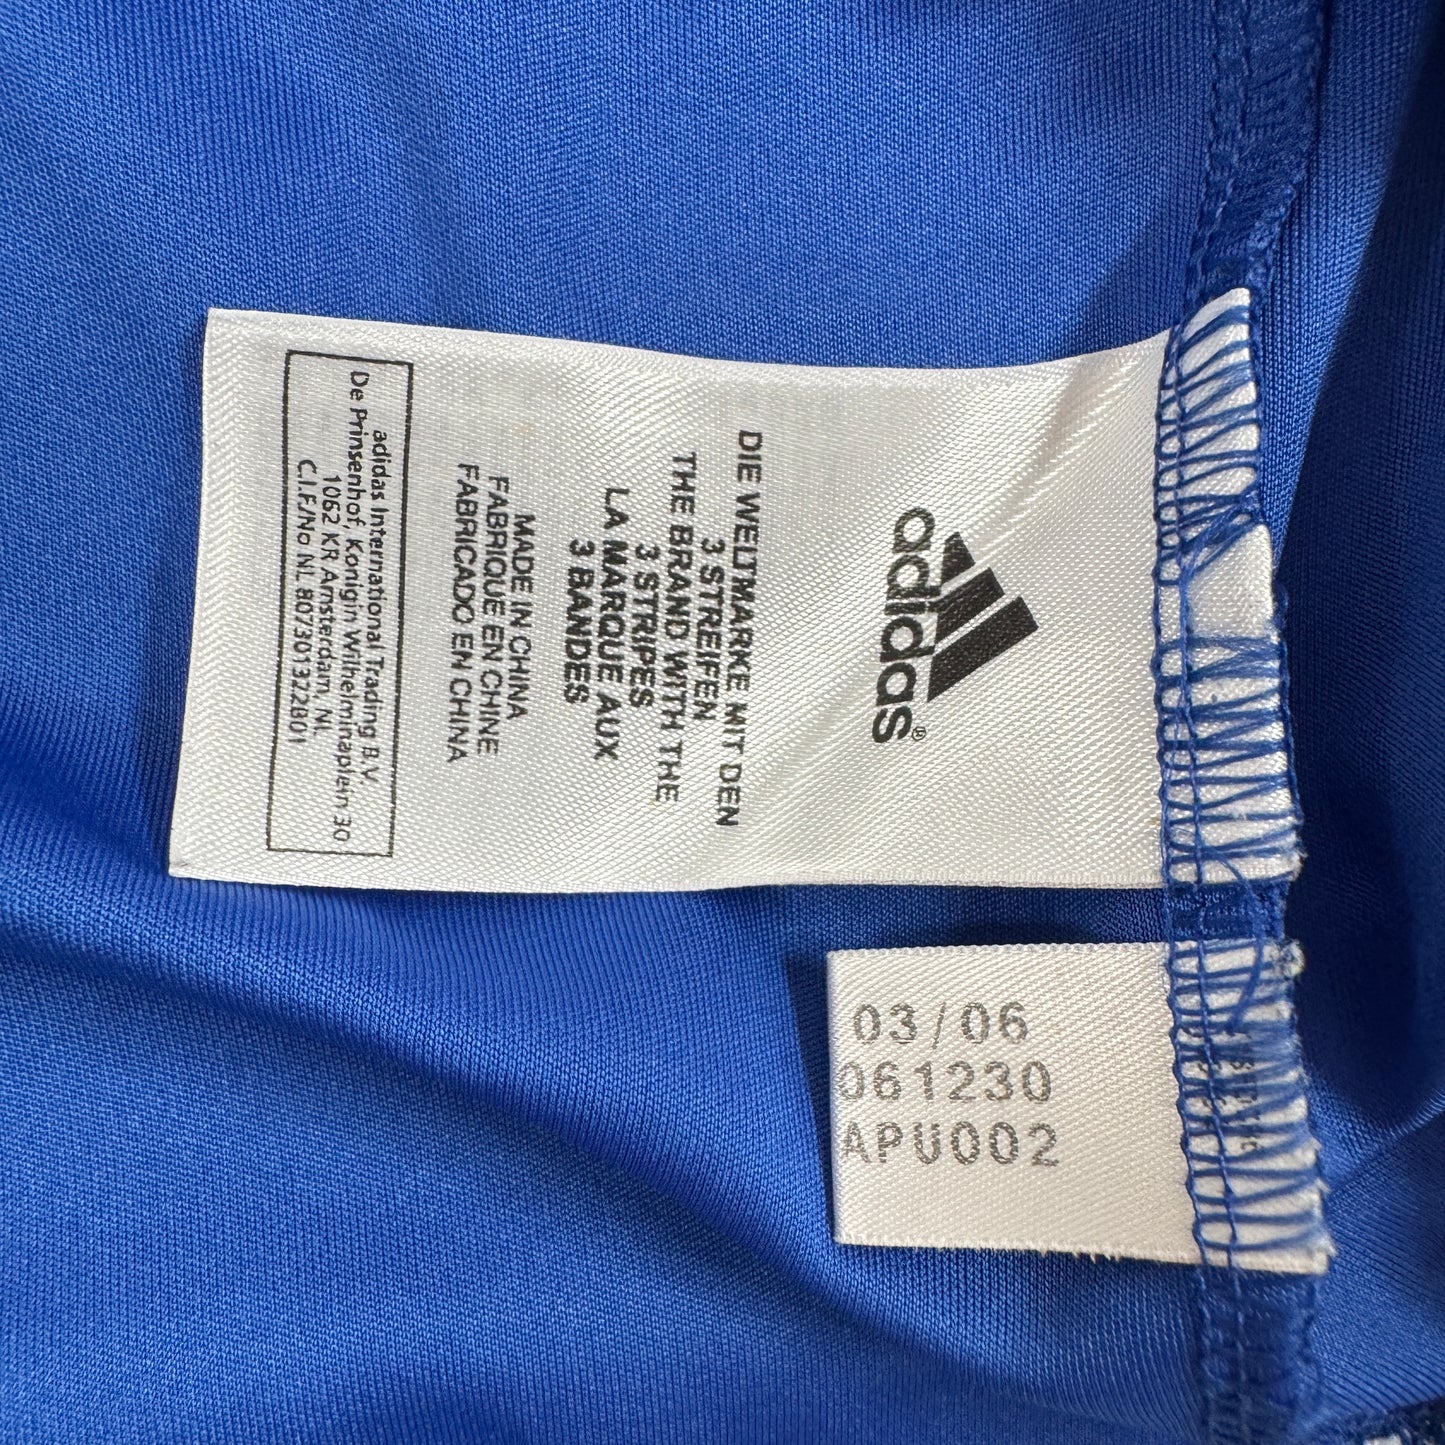 adidas®
DIE WELTMARKE MIT DEN
3 STREIFEN
THE BRAND WITH THE
3 STRIPES
LA MARQUE AUX
3 BANDES
MADE IN CHINA
FABRIQUE EN CHINE
FABRICADO EN CHINA
adidas International Trading B.V.
De Prinsenhof, Konigin Wilhelminaplein 30
1062 KR Amsterdam, NL
C.I.F./No NL 807301322B01
03/06
061230
APU002